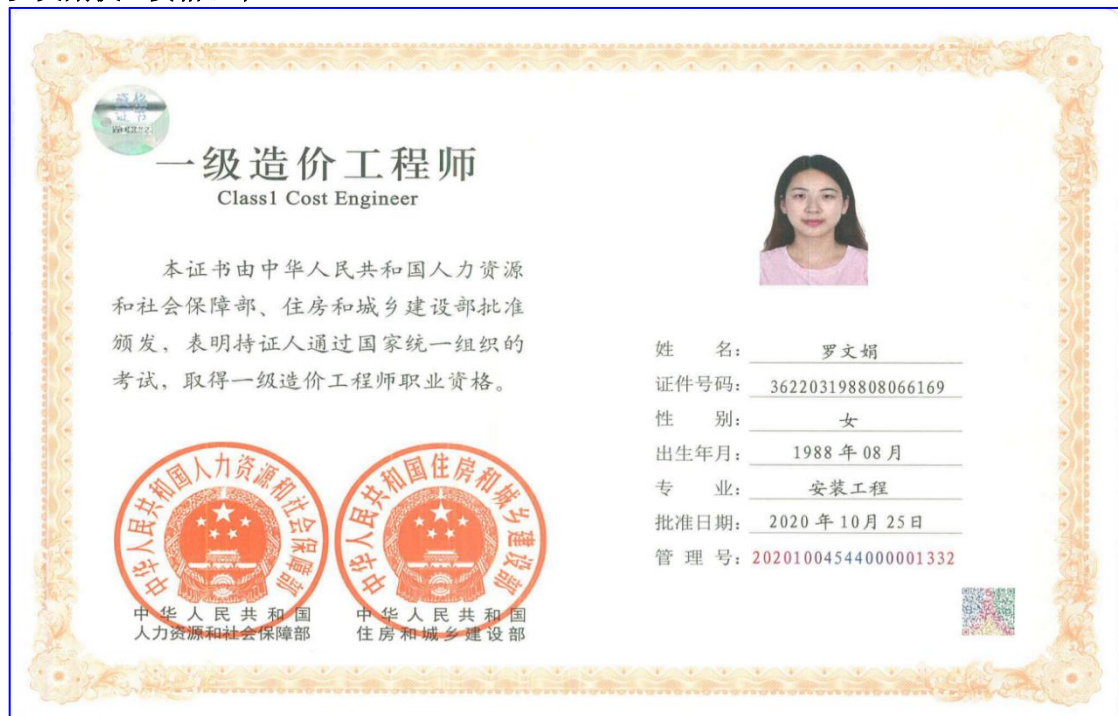 一级造价工程师
Class1 Cost Engineer
本证书由中华人民共和国人力资源
和社会保障部、住房和城乡建设部批准
颁发，表明持证人通过国家统一组织的
考试，取得一级造价工程师职业资格。
中华人民共和国人力资源和社会保障部
中华人民共和国住房和城乡建设部
中华人民共和国
人力资源和社会保障部
中华人民共和国
住房和城乡建设部
姓 名：罗文娟
证件号码：362203198808066169
性 别：女
出生年月：1988 年 08 月
专 业：安装工程
批准日期：2020 年 10 月 25 日
管 理 号：20201004544000001332